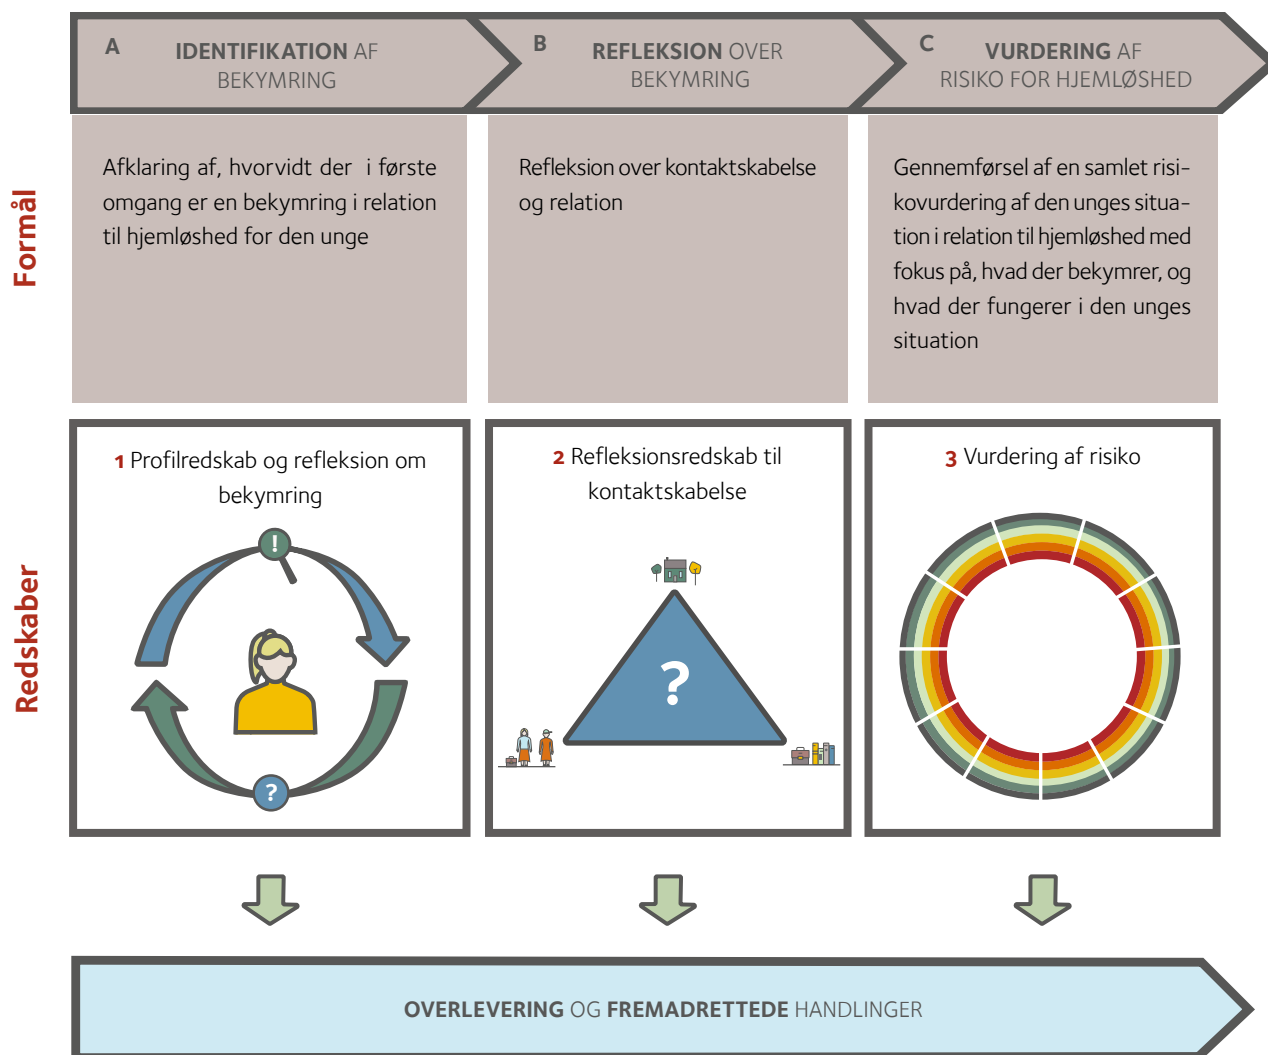 A
IDENTIFIKATION AF
BEKYMRING
B
REFLEKSION OVER
BEKYMRING
C
VURDERING AF
RISIKO FOR HJEMLØSHED
Formål
Afklaring af, hvorvidt der i første
omgang er en bekymring i relation
til hjemløshed for den unge
Refleksion over kontaktskabelse
og relation
Gennemførsel af en samlet risi-
kovurdering af den unges situa-
tion i relation til hjemløshed med
fokus på, hvad der bekymrer, og
hvad der fungerer i den unges
situation
Redskaber
1 Profilredskab og refleksion om
bekymring
!
?
2 Refleksionsredskab til
kontaktskabelse
?
3 Vurdering af risiko
OVERLEVERING OG FREMADRETTEDE HANDLINGER